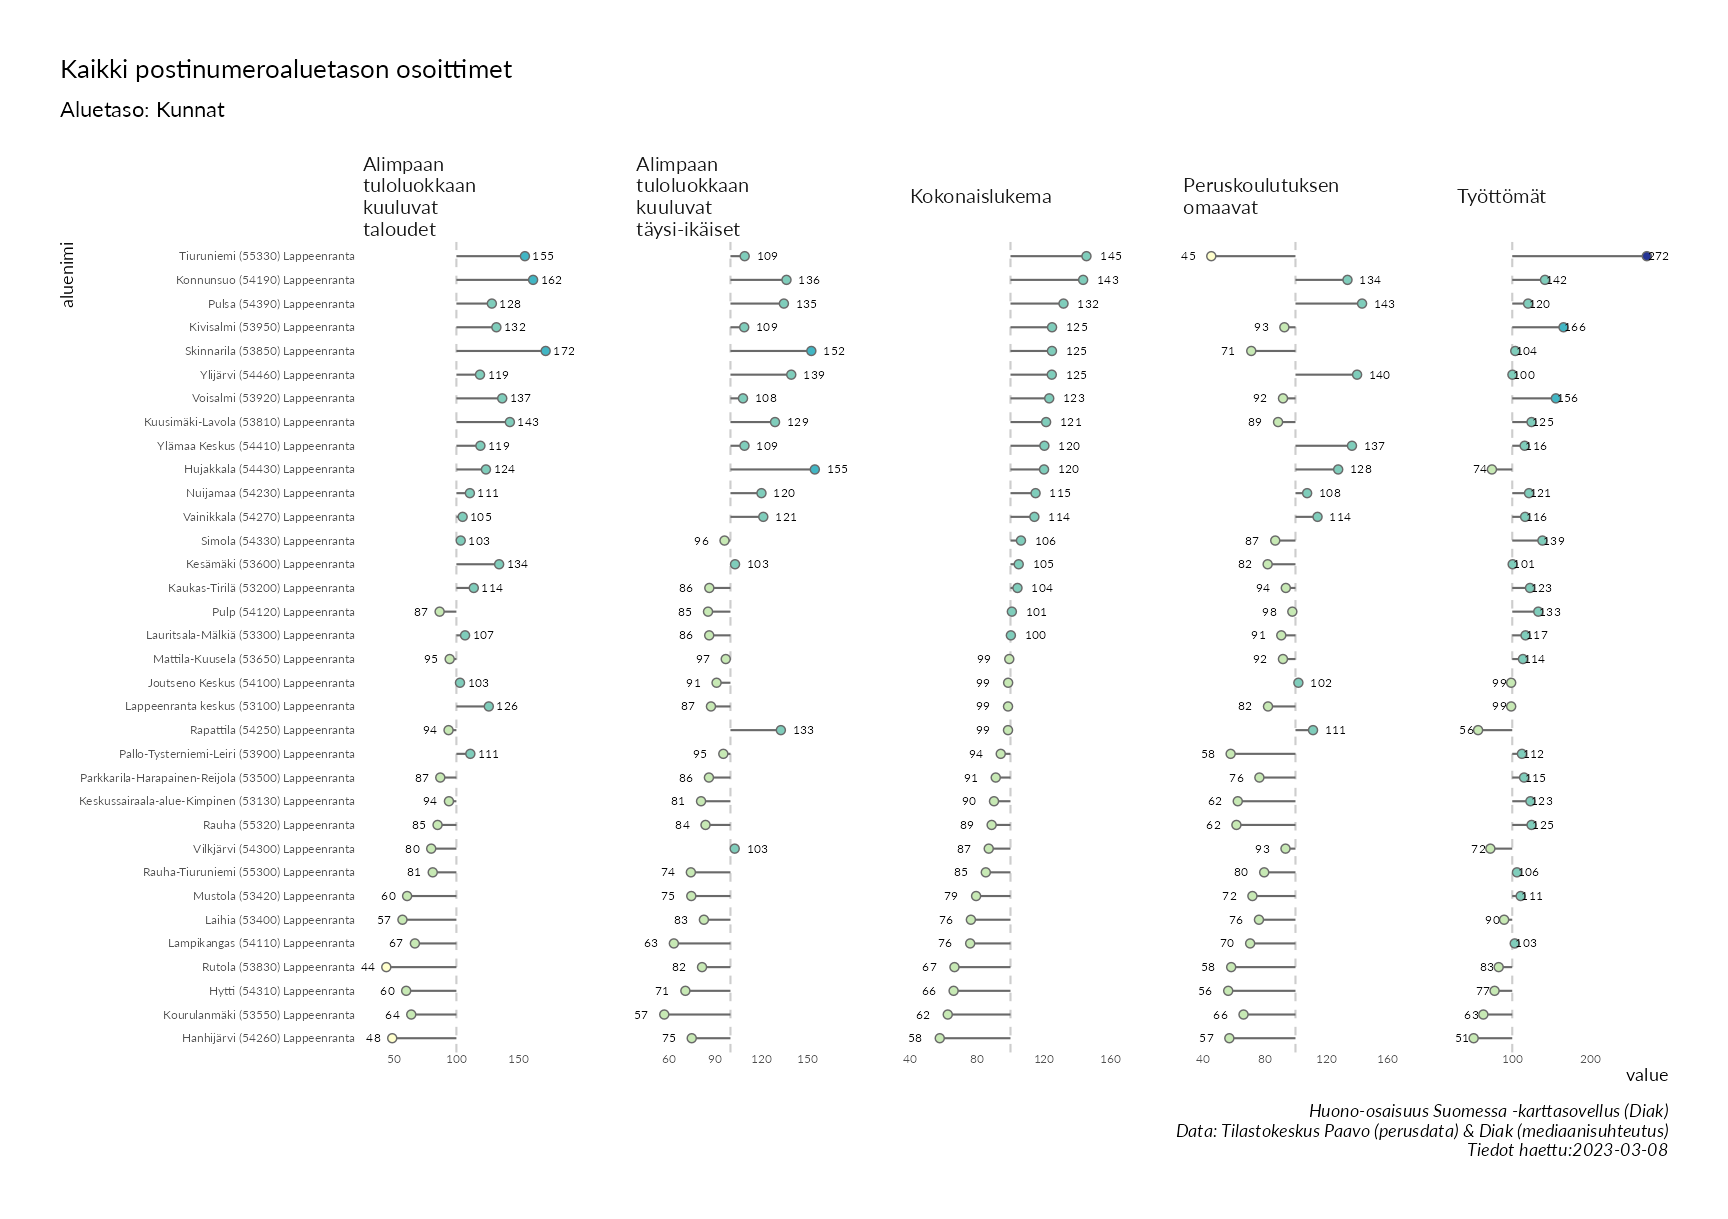 Kaikki postinumeroaluetason osoittimet
Aluetaso: Kunnat
Alimpaan
tuloluokkaan
kuuluvat
taloudet
Alimpaan
tuloluokkaan
kuuluvat
täysi-ikäiset
Kokonaislukema
Peruskoulutuksen
omaavat
Työttömät
aluenimi
Tiuruniemi (55330) Lappeenranta 155 109 145 45 272
Konnunsuo (54190) Lappeenranta 162 136 143 134 142
Pulsa (54390) Lappeenranta 128 135 132 143 120
Kivisalmi (53950) Lappeenranta 132 109 125 93 166
Skinnarila (53850) Lappeenranta 172 152 125 71 104
Ylijärvi (54460) Lappeenranta 119 139 125 140 100
Voisalmi (53920) Lappeenranta 137 108 123 92 156
Kuusimäki-Lavola (53810) Lappeenranta 143 129 121 89 125
Ylämaa Keskus (54410) Lappeenranta 119 109 120 137 116
Hujakkala (54430) Lappeenranta 124 155 120 128 74
Nuijamaa (54230) Lappeenranta 111 120 115 108 121
Vainikkala (54270) Lappeenranta 105 121 114 114 116
Simola (54330) Lappeenranta 103 96 106 87 139
Kesämäki (53600) Lappeenranta 134 103 105 82 101
Kaukas-Tirilä (53200) Lappeenranta 114 86 104 94 123
Pulp (54120) Lappeenranta 87 85 101 98 133
Lauritsala-Mälkiä (53300) Lappeenranta 107 86 100 91 117
Mattila-Kuusela (53650) Lappeenranta 95 97 99 92 114
Joutseno Keskus (54100) Lappeenranta 103 91 99 102 99
Lappeenranta keskus (53100) Lappeenranta 126 87 99 82 99
Rapattila (54250) Lappeenranta 94 133 99 111 56
Pallo-Tysterniemi-Leiri (53900) Lappeenranta 111 95 94 58 112
Parkkarila-Harapainen-Reijola (53500) Lappeenranta 87 86 91 76 115
Keskussairaala-alue-Kimpinen (53130) Lappeenranta 94 81 90 62 123
Rauha (55320) Lappeenranta 85 84 89 62 125
Vilkjärvi (54300) Lappeenranta 80 103 87 93 72
Rauha-Tiuruniemi (55300) Lappeenranta 81 74 85 80 106
Mustola (53420) Lappeenranta 60 75 79 72 111
Laihia (53400) Lappeenranta 57 83 76 76 90
Lampikangas (54110) Lappeenranta 67 63 76 70 103
Rutola (53830) Lappeenranta 44 82 67 58 83
Hytti (54310) Lappeenranta 60 71 66 56 77
Kourulanmäki (53550) Lappeenranta 64 57 62 66 63
Hanhijärvi (54260) Lappeenranta 48 75 58 57 51
50 100 150 60 90 120 150 40 80 120 160 40 80 120 160 100 200
value
Huono-osaisuus Suomessa -karttasovellus (Diak)
Data: Tilastokeskus Paavo (perusdata) & Diak (mediaanisuhteutus)
Tiedot haettu:2023-03-08